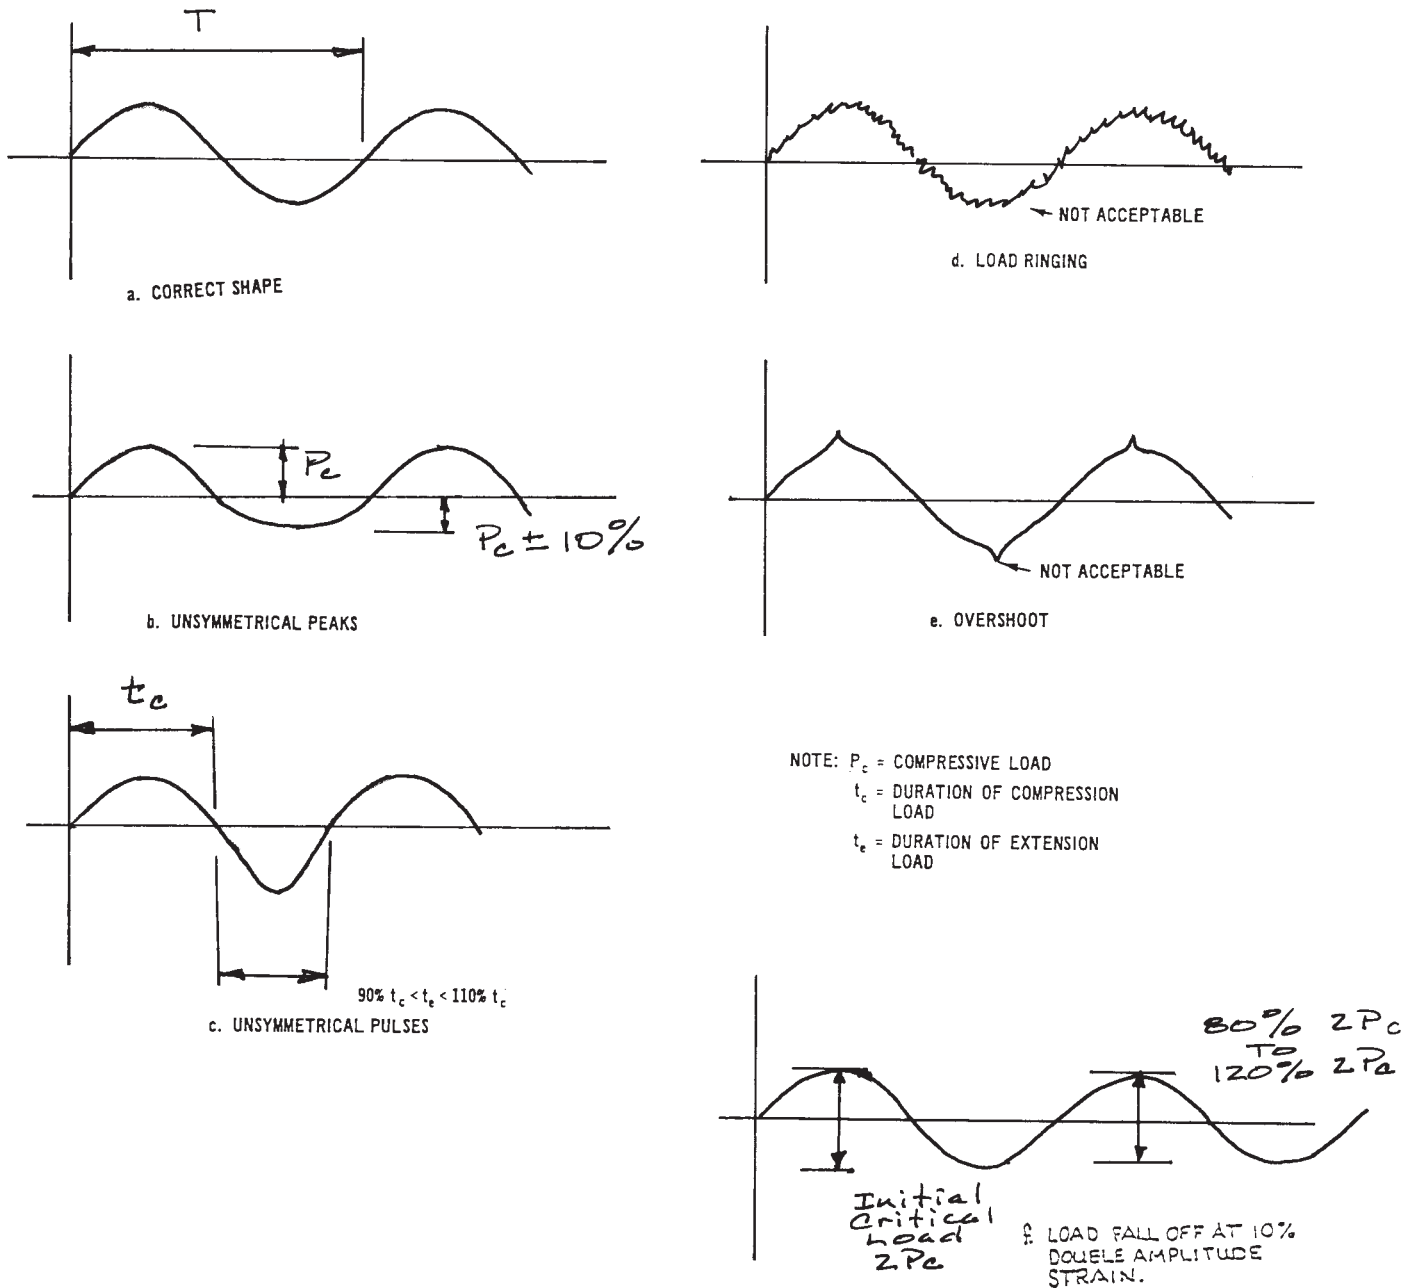 T
a. CORRECT SHAPE
NOT ACCEPTABLE
d. LOAD RINGING
Pc
Pc ± 10%
b. UNSYMMETRICAL PEAKS
NOT ACCEPTABLE
e. OVERSHOOT
tc
90% tc < te < 110% tc
c. UNSYMMETRICAL PULSES
NOTE: Pc = COMPRESSIVE LOAD
tc = DURATION OF COMPRESSION
LOAD
te = DURATION OF EXTENSION
LOAD
80% 2Pc
TO
120% 2Pc
Initial
Critical
Load
2Pc
f. LOAD FALL OFF AT 10%
DOUBLE AMPLITUDE
STRAIN.